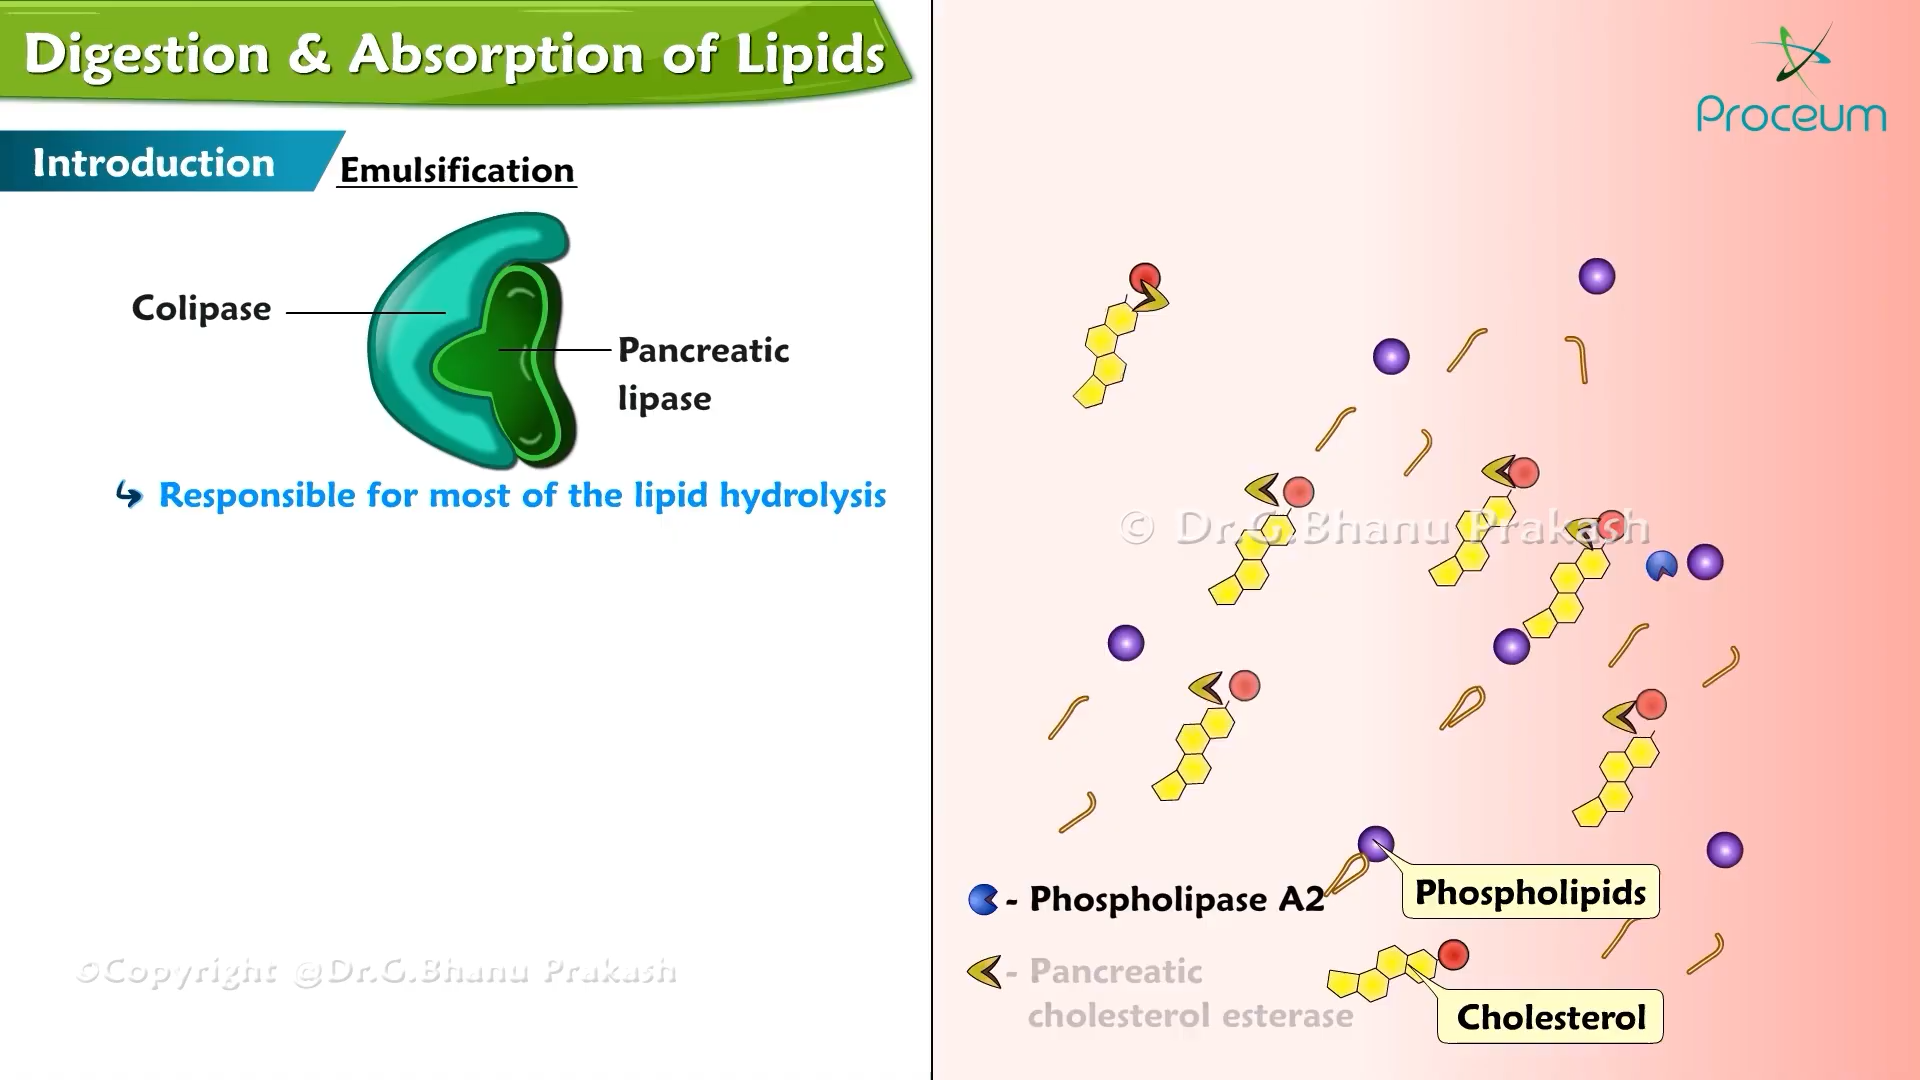 Digestion & Absorption of Lipids
Proceum
Introduction
Emulsification
Colipase
Pancreatic
lipase
Responsible for most of the lipid hydrolysis
© Dr.G.Bhanu Prakash
- Phospholipase A2
Phospholipids
- Pancreatic
cholesterol esterase
Cholesterol
©Copyright @Dr.G.Bhanu Prakash